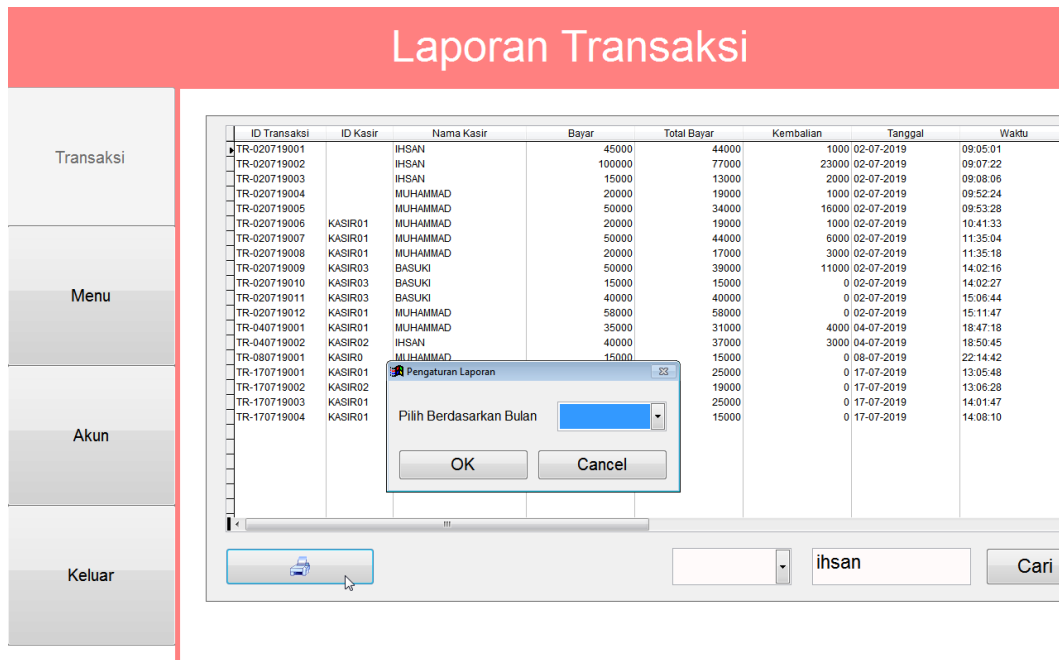 Laporan Transaksi
Transaksi
Menu
Akun
Keluar
ID Transaksi ID Kasir Nama Kasir Bayar Total Bayar Kembalian Tanggal Waktu
TR-020719001 IHSAN 45000 44000 1000 02-07-2019 09:05:01
TR-020719002 IHSAN 100000 77000 23000 02-07-2019 09:07:22
TR-020719003 IHSAN 15000 13000 2000 02-07-2019 09:08:06
TR-020719004 MUHAMMAD 20000 19000 1000 02-07-2019 09:52:24
TR-020719005 MUHAMMAD 50000 34000 16000 02-07-2019 09:53:28
TR-020719006 KASIR01 MUHAMMAD 20000 19000 1000 02-07-2019 10:41:33
TR-020719007 KASIR01 MUHAMMAD 50000 44000 6000 02-07-2019 11:35:04
TR-020719008 KASIR01 MUHAMMAD 20000 17000 3000 02-07-2019 11:35:18
TR-020719009 KASIR03 BASUKI 50000 39000 11000 02-07-2019 14:02:16
TR-020719010 KASIR03 BASUKI 15000 15000 0 02-07-2019 14:02:27
TR-020719011 KASIR03 BASUKI 40000 40000 0 02-07-2019 15:06:44
TR-020719012 KASIR01 MUHAMMAD 58000 58000 0 02-07-2019 15:11:47
TR-040719001 KASIR01 MUHAMMAD 35000 31000 4000 04-07-2019 18:47:18
TR-040719002 KASIR02 IHSAN 40000 37000 3000 04-07-2019 18:50:45
TR-080719001 KASIR0 MUHAMMAD 15000 15000 0 08-07-2019 22:14:42
TR-170719001 KASIR01 25000 0 17-07-2019 13:05:48
TR-170719002 KASIR02 19000 0 17-07-2019 13:06:28
TR-170719003 KASIR01 25000 0 17-07-2019 14:01:47
TR-170719004 KASIR01 15000 0 17-07-2019 14:08:10
Pengaturan Laporan
Pilih Berdasarkan Bulan
OK Cancel
ihsan Cari